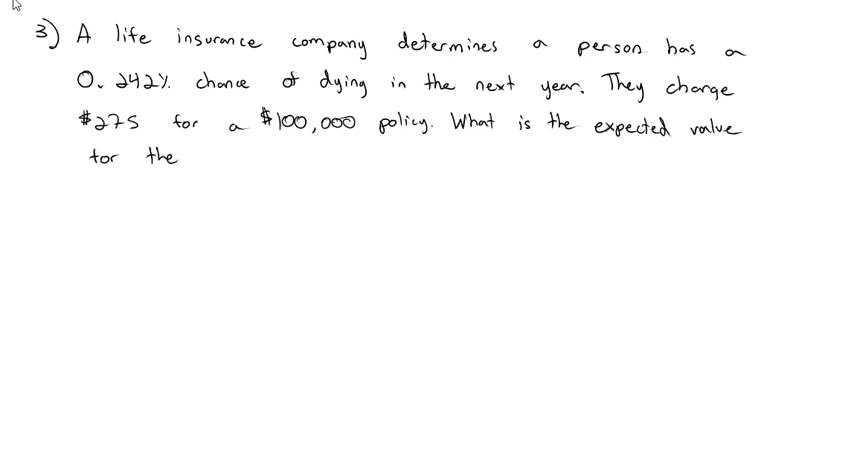 3) A life insurance company determines a person has a
0.242% chance of dying in the next year. They charge
$275 for a $100,000 policy. What is the expected value
for the